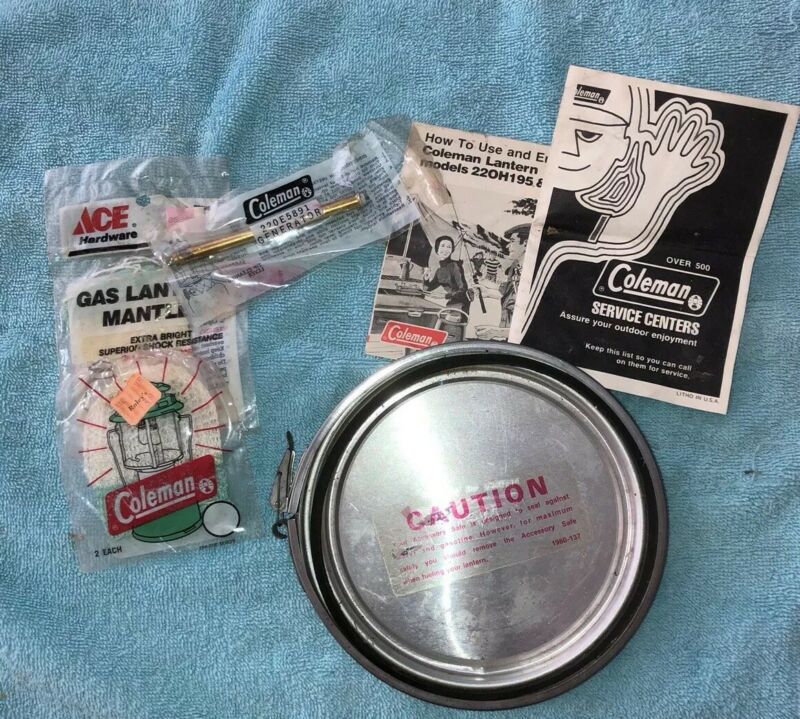 ACE
Hardware
GAS LAN
MANTL
EXTRA BRIGHT
SUPERIOR SHOCK RESISTANCE
Raley's
Coleman
2 EACH
Coleman
220E5891
GENERATOR
How To Use and En
Coleman Lantern
models 220H195 &
Coleman
Coleman
OVER 500
Coleman
SERVICE CENTERS
Assure your outdoor enjoyment
Keep this list so you can call
on them for service.
LITHO IN U.S.A.
CAUTION
Accessory Safe is designed to seal against
and gasoline. However, for maximum
safety you should remove the Accessory Safe
when fueling your lantern.
1960-137